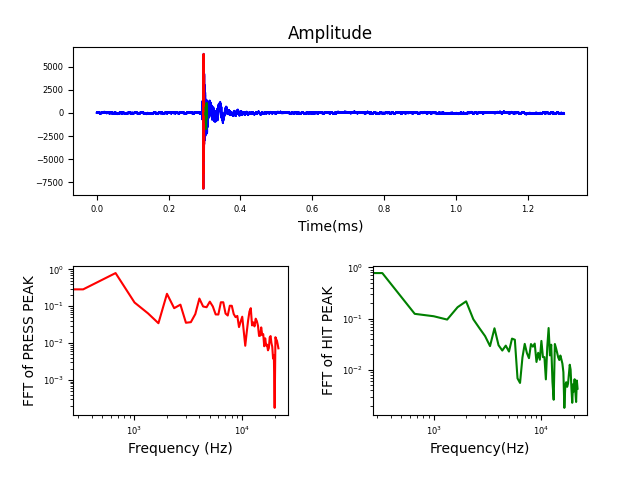 Amplitude
5000
2500
0
−2500
−5000
−7500
0.0 0.2 0.4 0.6 0.8 1.0 1.2
Time(ms)
FFT of PRESS PEAK
10⁰
10⁻¹
10⁻²
10⁻³
10³ 10⁴
Frequency (Hz)
FFT of HIT PEAK
10⁰
10⁻¹
10⁻²
10³ 10⁴
Frequency(Hz)